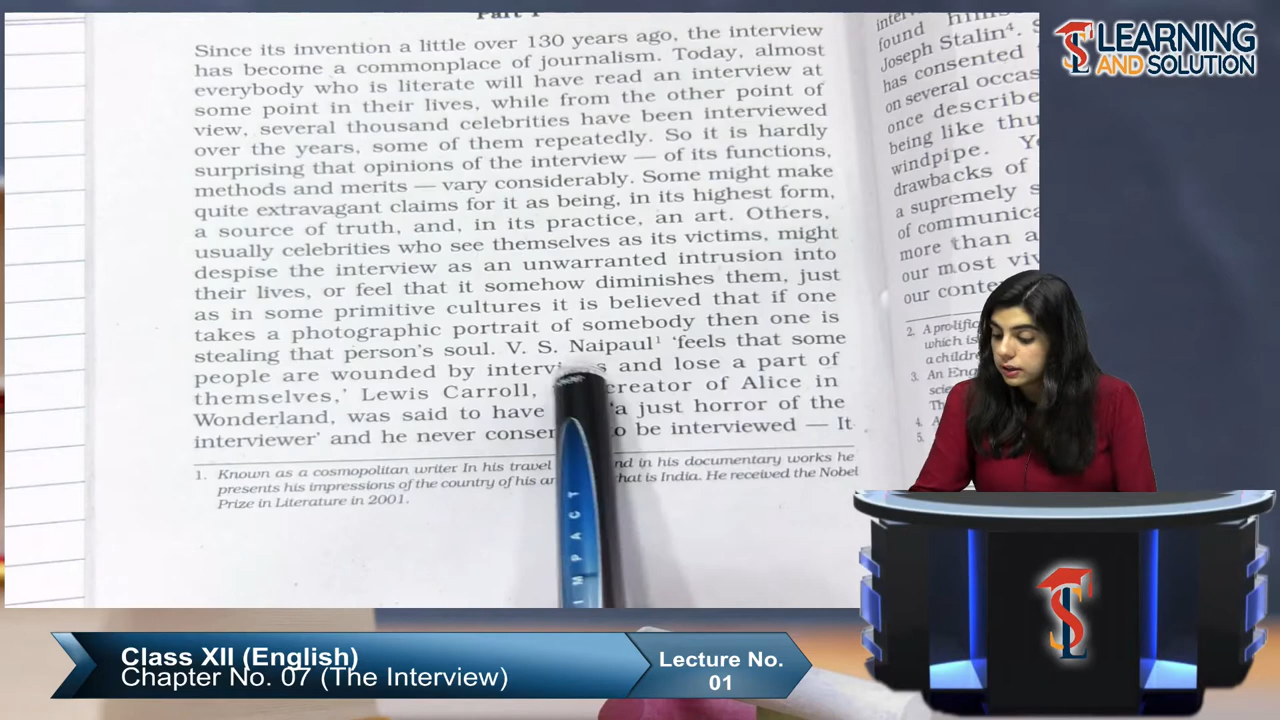 Part I
Since its invention a little over 130 years ago, the interview
has become a commonplace of journalism. Today, almost
everybody who is literate will have read an interview at
some point in their lives, while from the other point of
view, several thousand celebrities have been interviewed
over the years, some of them repeatedly. So it is hardly
surprising that opinions of the interview — of its functions,
methods and merits — vary considerably. Some might make
quite extravagant claims for it as being, in its highest form,
a source of truth, and, in its practice, an art. Others,
usually celebrities who see themselves as its victims, might
despise the interview as an unwarranted intrusion into
their lives, or feel that it somehow diminishes them, just
as in some primitive cultures it is believed that if one
takes a photographic portrait of somebody then one is
stealing that person's soul. V. S. Naipaul¹ 'feels that some
people are wounded by and lose a part of
themselves,' Lewis Carroll, creator of Alice in
Wonderland, was said to have 'a just horror of the
interviewer' and he never be interviewed — It
1. Known as a cosmopolitan writer In his travel in his documentary works he
presents his impressions of the country of his that is India. He received the Nobel
Prize in Literature in 2001.
found
Joseph Stalin⁴.
has consented
on several
once
being like
windpipe.
drawbacks of
a supremely
of
more than a
our most
our
2. A
which is
a
3. An
4.
5.
LEARNING
AND SOLUTION
IMPACT
Class XII (English)
Chapter No. 07 (The Interview)
Lecture No.
01